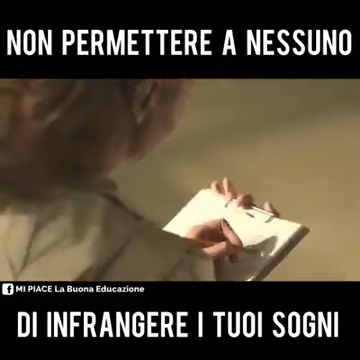 NON PERMETTERE A NESSUNO
MI PIACE La Buona Educazione
DI INFRANGERE I TUOI SOGNI